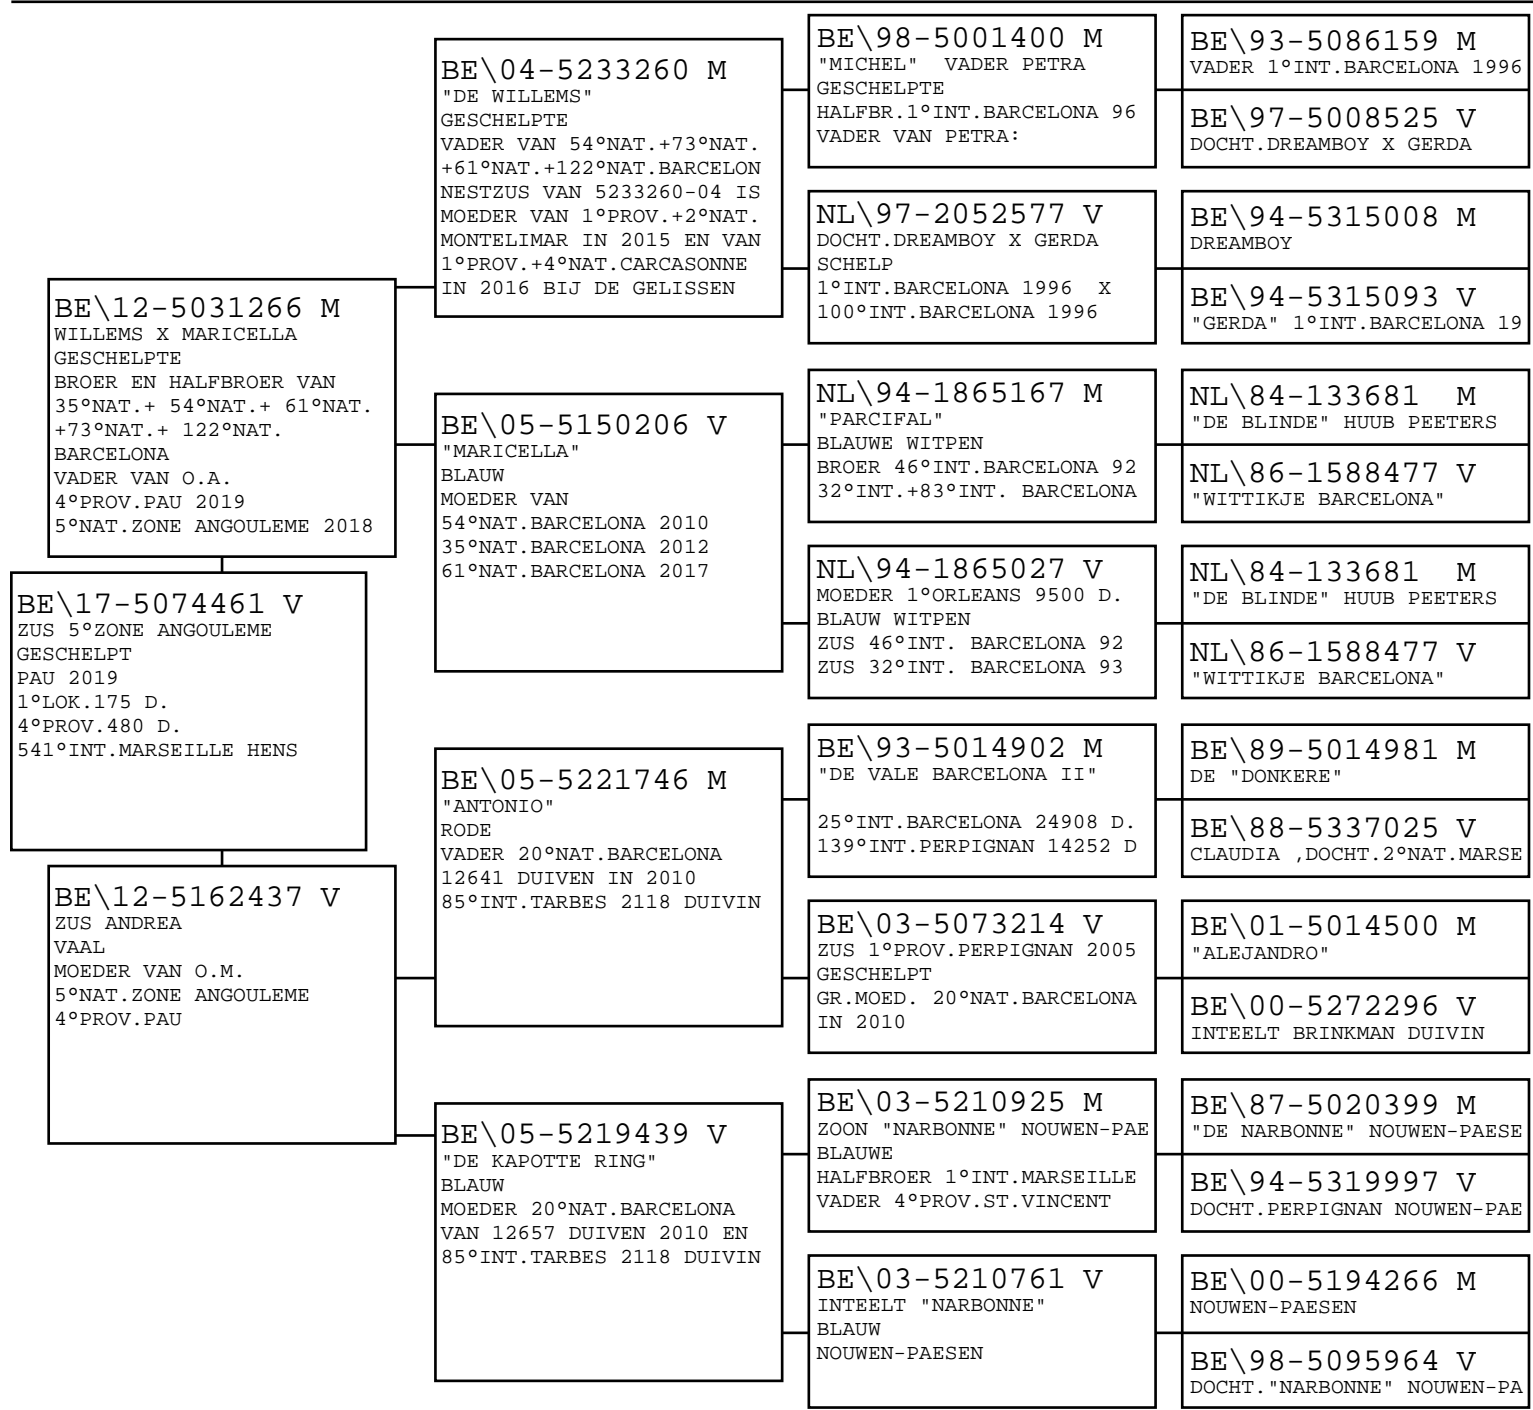 BE\17-5074461 V
ZUS 5°ZONE ANGOULEME
GESCHELPT
PAU 2019
1°LOK.175 D.
4°PROV.480 D.
541°INT.MARSEILLE HENS
BE\12-5031266 M
WILLEMS X MARICELLA
GESCHELPTE
BROER EN HALFBROER VAN
35°NAT.+ 54°NAT.+ 61°NAT.
+73°NAT.+ 122°NAT.
BARCELONA
VADER VAN O.A.
4°PROV.PAU 2019
5°NAT.ZONE ANGOULEME 2018
BE\12-5162437 V
ZUS ANDREA
VAAL
MOEDER VAN O.M.
5°NAT.ZONE ANGOULEME
4°PROV.PAU
BE\04-5233260 M
"DE WILLEMS"
GESCHELPTE
VADER VAN 54°NAT.+73°NAT.
+61°NAT.+122°NAT.BARCELON
NESTZUS VAN 5233260-04 IS
MOEDER VAN 1°PROV.+2°NAT.
MONTELIMAR IN 2015 EN VAN
1°PROV.+4°NAT.CARCASONNE
IN 2016 BIJ DE GELISSEN
BE\05-5150206 V
"MARICELLA"
BLAUW
MOEDER VAN
54°NAT.BARCELONA 2010
35°NAT.BARCELONA 2012
61°NAT.BARCELONA 2017
BE\05-5221746 M
"ANTONIO"
RODE
VADER 20°NAT.BARCELONA
12641 DUIVEN IN 2010
85°INT.TARBES 2118 DUIVIN
BE\05-5219439 V
"DE KAPOTTE RING"
BLAUW
MOEDER 20°NAT.BARCELONA
VAN 12657 DUIVEN 2010 EN
85°INT.TARBES 2118 DUIVIN
BE\98-5001400 M
"MICHEL"  VADER PETRA
GESCHELPTE
HALFBR.1°INT.BARCELONA 96
VADER VAN PETRA:
NL\97-2052577 V
DOCHT.DREAMBOY X GERDA
SCHELP
1°INT.BARCELONA 1996  X
100°INT.BARCELONA 1996
NL\94-1865167 M
"PARCIFAL"
BLAUWE WITPEN
BROER 46°INT.BARCELONA 92
32°INT.+83°INT. BARCELONA
NL\94-1865027 V
MOEDER 1°ORLEANS 9500 D.
BLAUW WITPEN
ZUS 46°INT. BARCELONA 92
ZUS 32°INT. BARCELONA 93
BE\93-5014902 M
"DE VALE BARCELONA II"
25°INT.BARCELONA 24908 D.
139°INT.PERPIGNAN 14252 D
BE\03-5073214 V
ZUS 1°PROV.PERPIGNAN 2005
GESCHELPT
GR.MOED. 20°NAT.BARCELONA
IN 2010
BE\03-5210925 M
ZOON "NARBONNE" NOUWEN-PAE
BLAUWE
HALFBROER 1°INT.MARSEILLE
VADER 4°PROV.ST.VINCENT
BE\03-5210761 V
INTEELT "NARBONNE"
BLAUW
NOUWEN-PAESEN
BE\93-5086159 M
VADER 1°INT.BARCELONA 1996
BE\97-5008525 V
DOCHT.DREAMBOY X GERDA
BE\94-5315008 M
DREAMBOY
BE\94-5315093 V
"GERDA" 1°INT.BARCELONA 19
NL\84-133681  M
"DE BLINDE" HUUB PEETERS
NL\86-1588477 V
"WITTIKJE BARCELONA"
NL\84-133681  M
"DE BLINDE" HUUB PEETERS
NL\86-1588477 V
"WITTIKJE BARCELONA"
BE\89-5014981 M
DE "DONKERE"
BE\88-5337025 V
CLAUDIA ,DOCHT.2°NAT.MARSE
BE\01-5014500 M
"ALEJANDRO"
BE\00-5272296 V
INTEELT BRINKMAN DUIVIN
BE\87-5020399 M
"DE NARBONNE" NOUWEN-PAESE
BE\94-5319997 V
DOCHT.PERPIGNAN NOUWEN-PAE
BE\00-5194266 M
NOUWEN-PAESEN
BE\98-5095964 V
DOCHT."NARBONNE" NOUWEN-PA